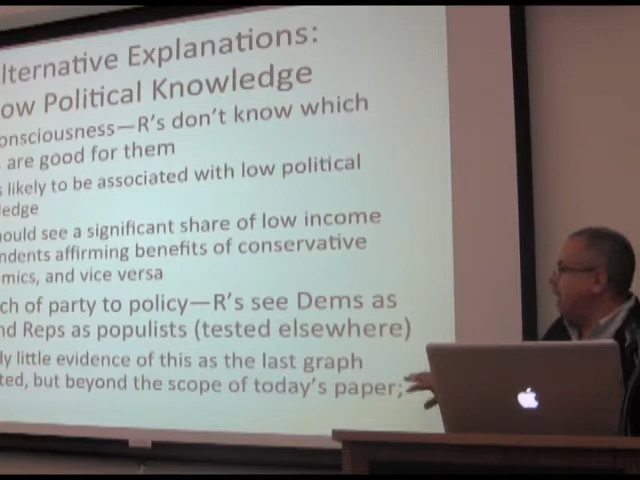 lternative Explanations:
ow Political Knowledge
onsciousness—R's don't know which
are good for them
likely to be associated with low political
edge
ould see a significant share of low income
ndents affirming benefits of conservative
mics, and vice versa
ch of party to policy—R's see Dems as
nd Reps as populists (tested elsewhere)
ly little evidence of this as the last graph
ted, but beyond the scope of today's paper;